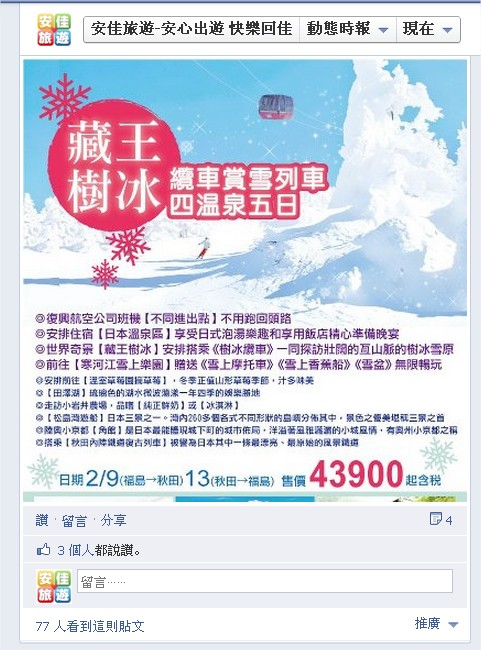 安佳旅遊
安佳旅遊-安心出遊 快樂回佳
動態時報
現在
藏王
樹冰
纜車賞雪列車
四溫泉五日
◎復興航空公司班機【不同進出點】不用跑回頭路
◎安排住宿【日本溫泉區】享受日式泡湯樂趣和享用飯店精心準備晚宴
◎世界奇景【藏王樹冰】安排搭乘《樹冰纜車》一同探訪壯闊的亙山脈的樹冰雪原
◎前往【寒河江雪上樂園】贈送《雪上摩托車》《雪上香蕉船》《雪盆》無限暢玩
◎安排前往【溫室草莓園摘草莓】，冬季正值山形草莓季節，汁多味美
◎【田澤湖】琉璃色的湖水微波蕩漾一年四季的娛樂勝地
◎走訪小岩井農場，品嚐【純正鮮奶】或【冰淇淋】
◎【松島灣遊船】日本三景之一。灣內260多個各式不同形狀的島嶼分佈其中，景色之優美堪稱三景之首
◎陸奧小京都【角館】是日本最能體現城下町的城市佈局，洋溢著風雅瀟灑的小城風情，有奧州小京都之稱
◎搭乘【秋田內陸鐵道復古列車】被譽為日本其中一條最漂亮、最原始的風景鐵道
日期 2/9(福島→秋田) 13(秋田→福島) 售價 43900 起含稅
讚 · 留言 · 分享
4
3 個人都說讚。
安佳旅遊
留言……
77 人看到這則貼文
推廣